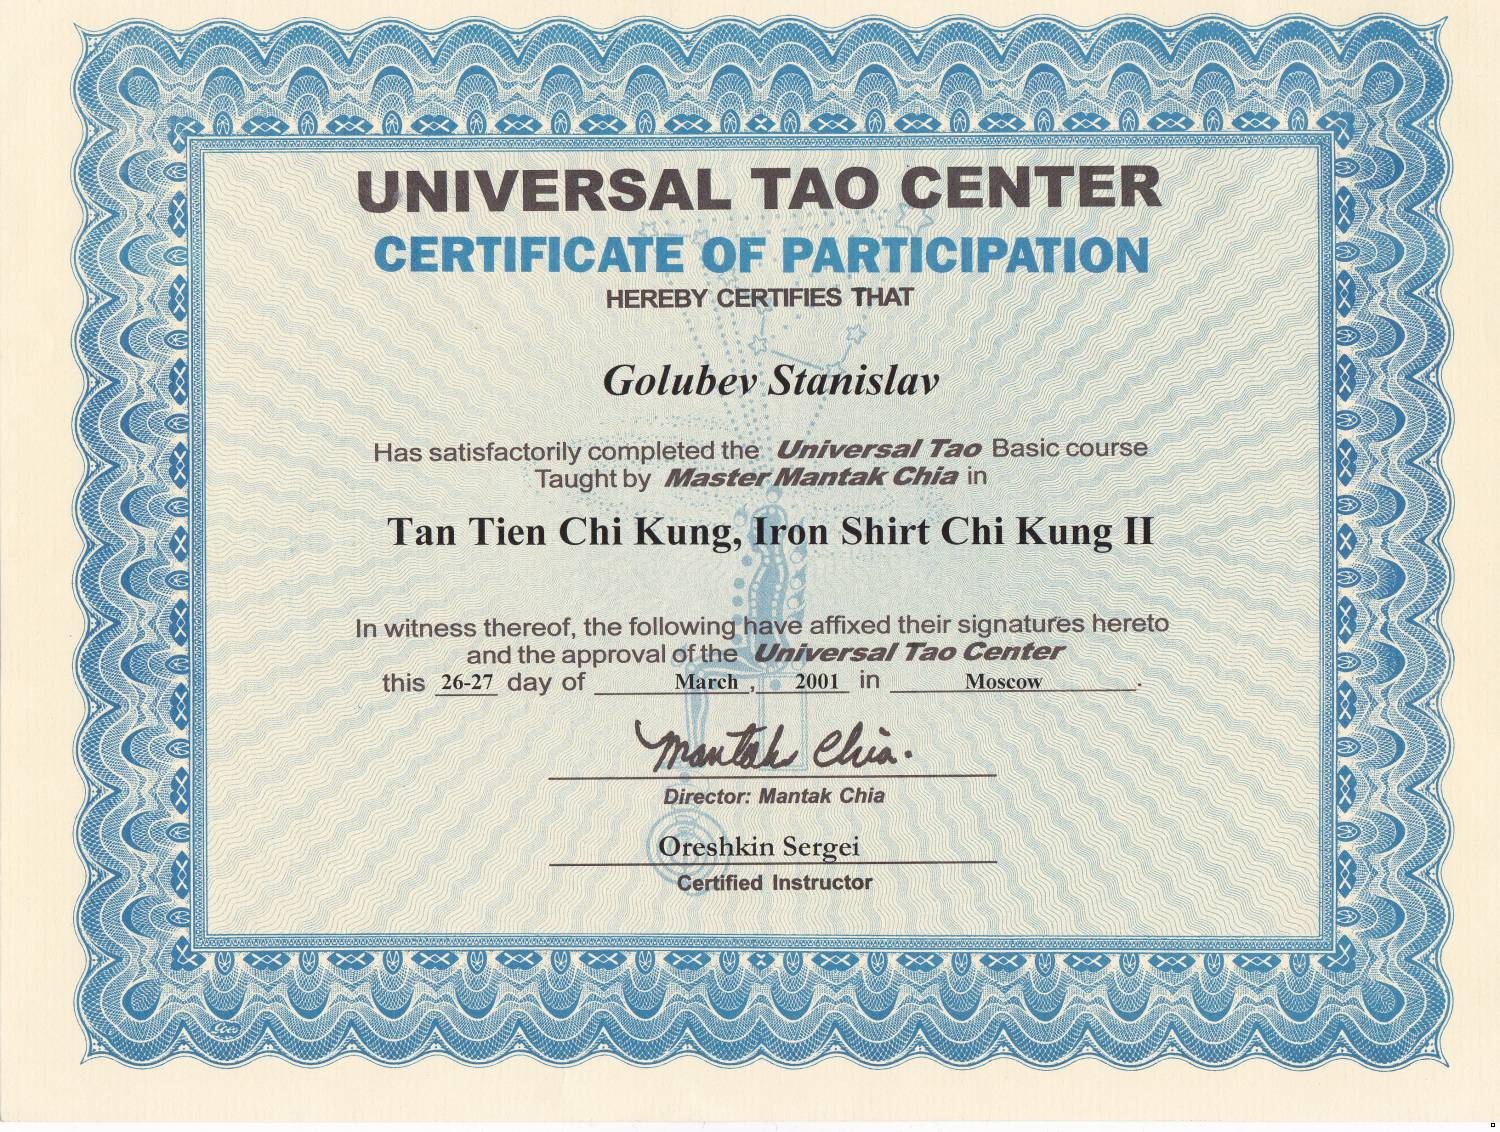 UNIVERSAL TAO CENTER
CERTIFICATE OF PARTICIPATION
HEREBY CERTIFIES THAT
Golubev Stanislav
Has satisfactorily completed the Universal Tao Basic course
Taught by Master Mantak Chia in
Tan Tien Chi Kung, Iron Shirt Chi Kung II
In witness thereof, the following have affixed their signatures hereto
and the approval of the Universal Tao Center
this 26-27 day of March, 2001 in Moscow.
Mantak Chia.
Director: Mantak Chia
Oreshkin Sergei
Certified Instructor